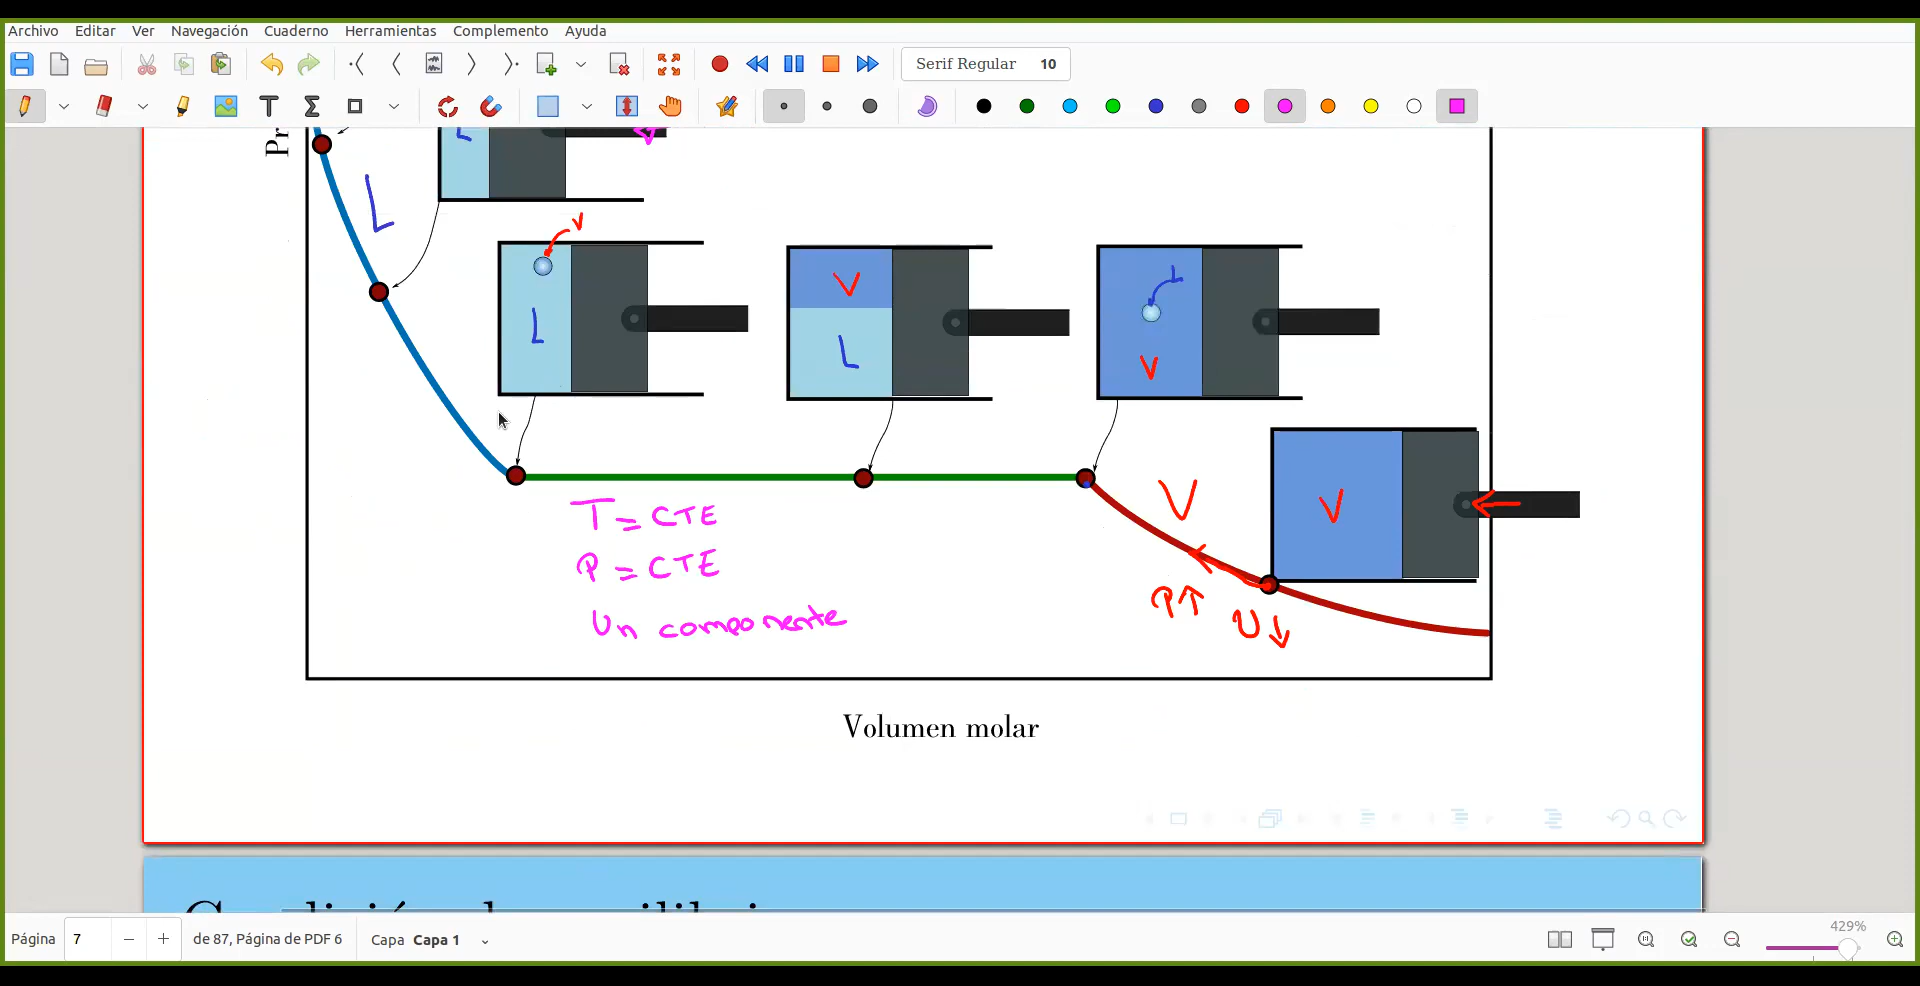 Archivo Editar Ver Navegación Cuaderno Herramientas Complemento Ayuda
Serif Regular 10
Pr
L
L
V
L
V
L
L
V
V
V
T = CTE
P = CTE
Un componente
P↑
V↓
Volumen molar
Página 7 de 87, Página de PDF 6 Capa Capa 1
429%